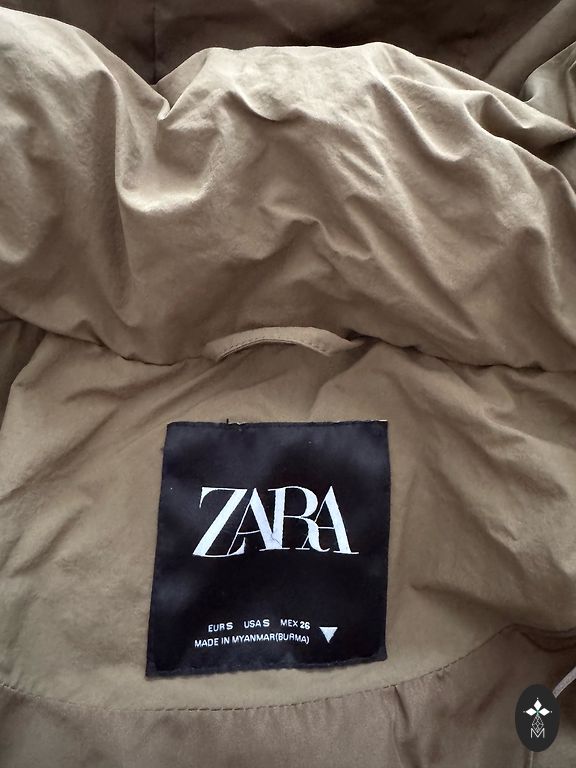 ZARA
EUR S USA S MEX 26
MADE IN MYANMAR(BURMA)
M